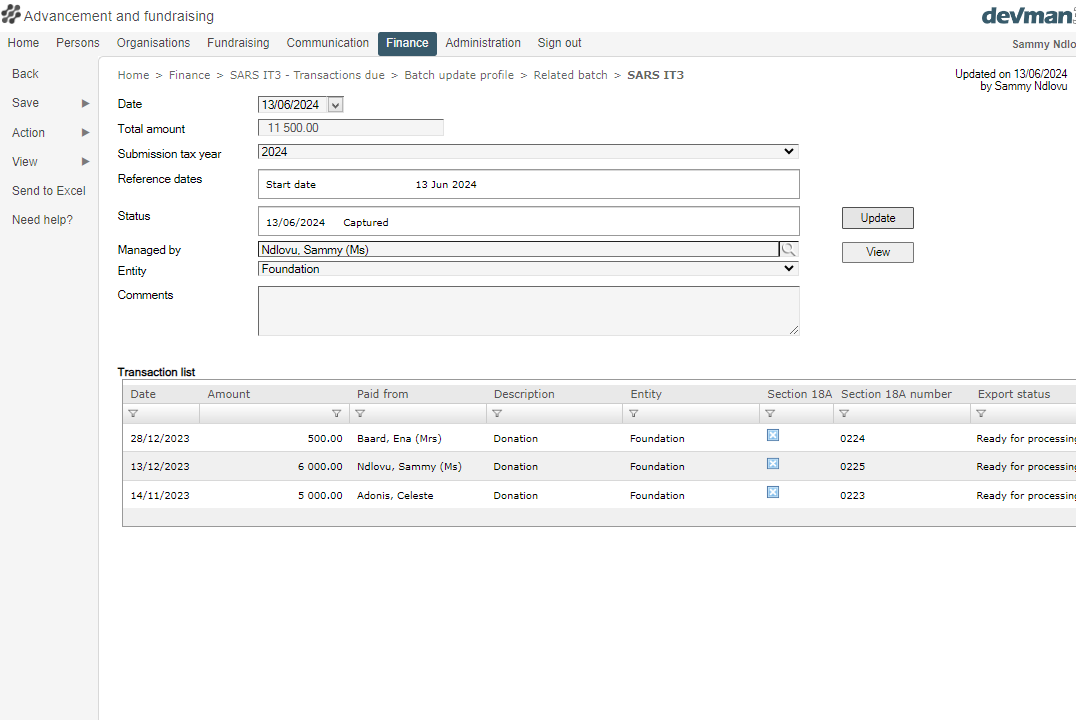 Advancement and fundraising
devman
Home Persons Organisations Fundraising Communication Finance Administration Sign out
Sammy Ndlo
Back
Save
Action
View
Send to Excel
Need help?
Home > Finance > SARS IT3 - Transactions due > Batch update profile > Related batch > SARS IT3
Updated on 13/06/2024
by Sammy Ndlovu
Date 13/06/2024
Total amount 11 500.00
Submission tax year 2024
Reference dates Start date 13 Jun 2024
Status 13/06/2024 Captured Update
Managed by Ndlovu, Sammy (Ms) View
Entity Foundation
Comments
Transaction list
Date Amount Paid from Description Entity Section 18A Section 18A number Export status
28/12/2023 500.00 Baard, Ena (Mrs) Donation Foundation 0224 Ready for processing
13/12/2023 6 000.00 Ndlovu, Sammy (Ms) Donation Foundation 0225 Ready for processing
14/11/2023 5 000.00 Adonis, Celeste Donation Foundation 0223 Ready for processing